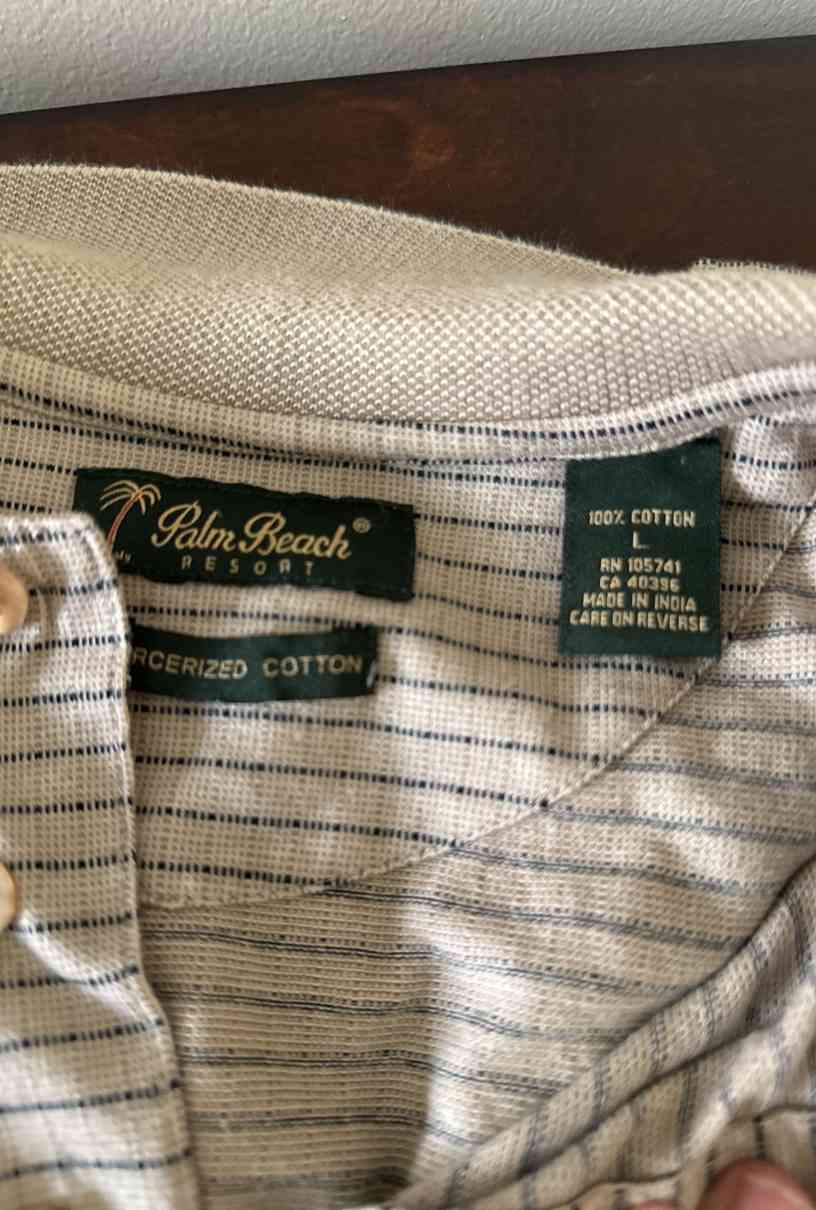 Palm Beach®
RESORT
RCERIZED COTTON
100% COTTON
L
RN 105741
CA 40396
MADE IN INDIA
CARE ON REVERSE